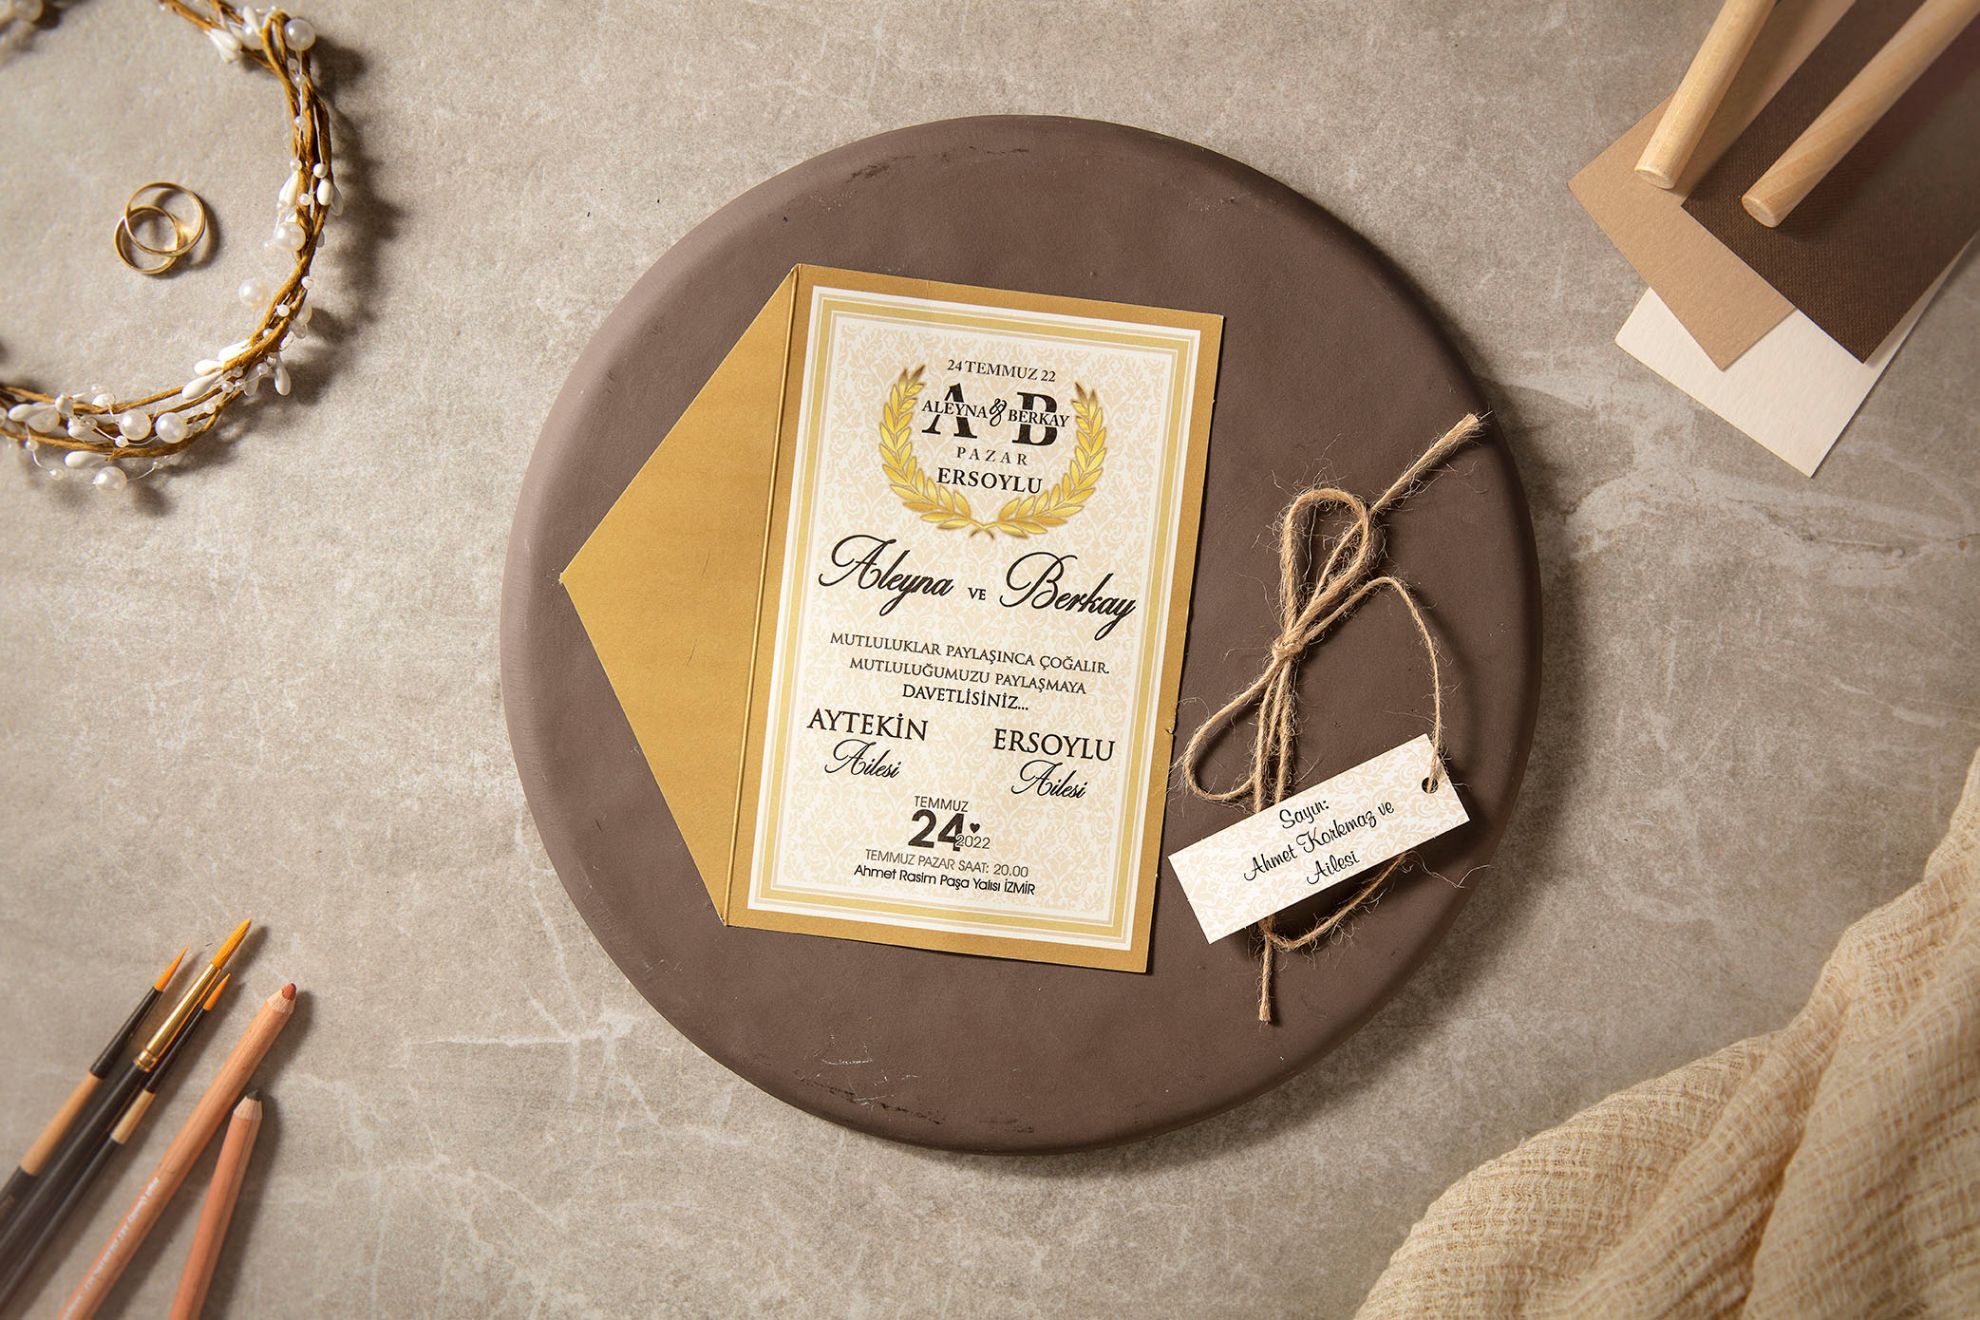 24 TEMMUZ 22
A B
ALEYNA & BERKAY
PAZAR
ERSOYLU
Aleyna VE Berkay
MUTLULUKLAR PAYLAŞINCA ÇOĞALIR.
MUTLULUĞUMUZU PAYLAŞMAYA
DAVETLİSİNİZ...
AYTEKİN ERSOYLU
Ailesi Ailesi
TEMMUZ
24 2022
TEMMUZ PAZAR SAAT: 20.00
Ahmet Rasim Paşa Yalısı İZMİR
Sayın:
Ahmet Korkmaz ve
Ailesi